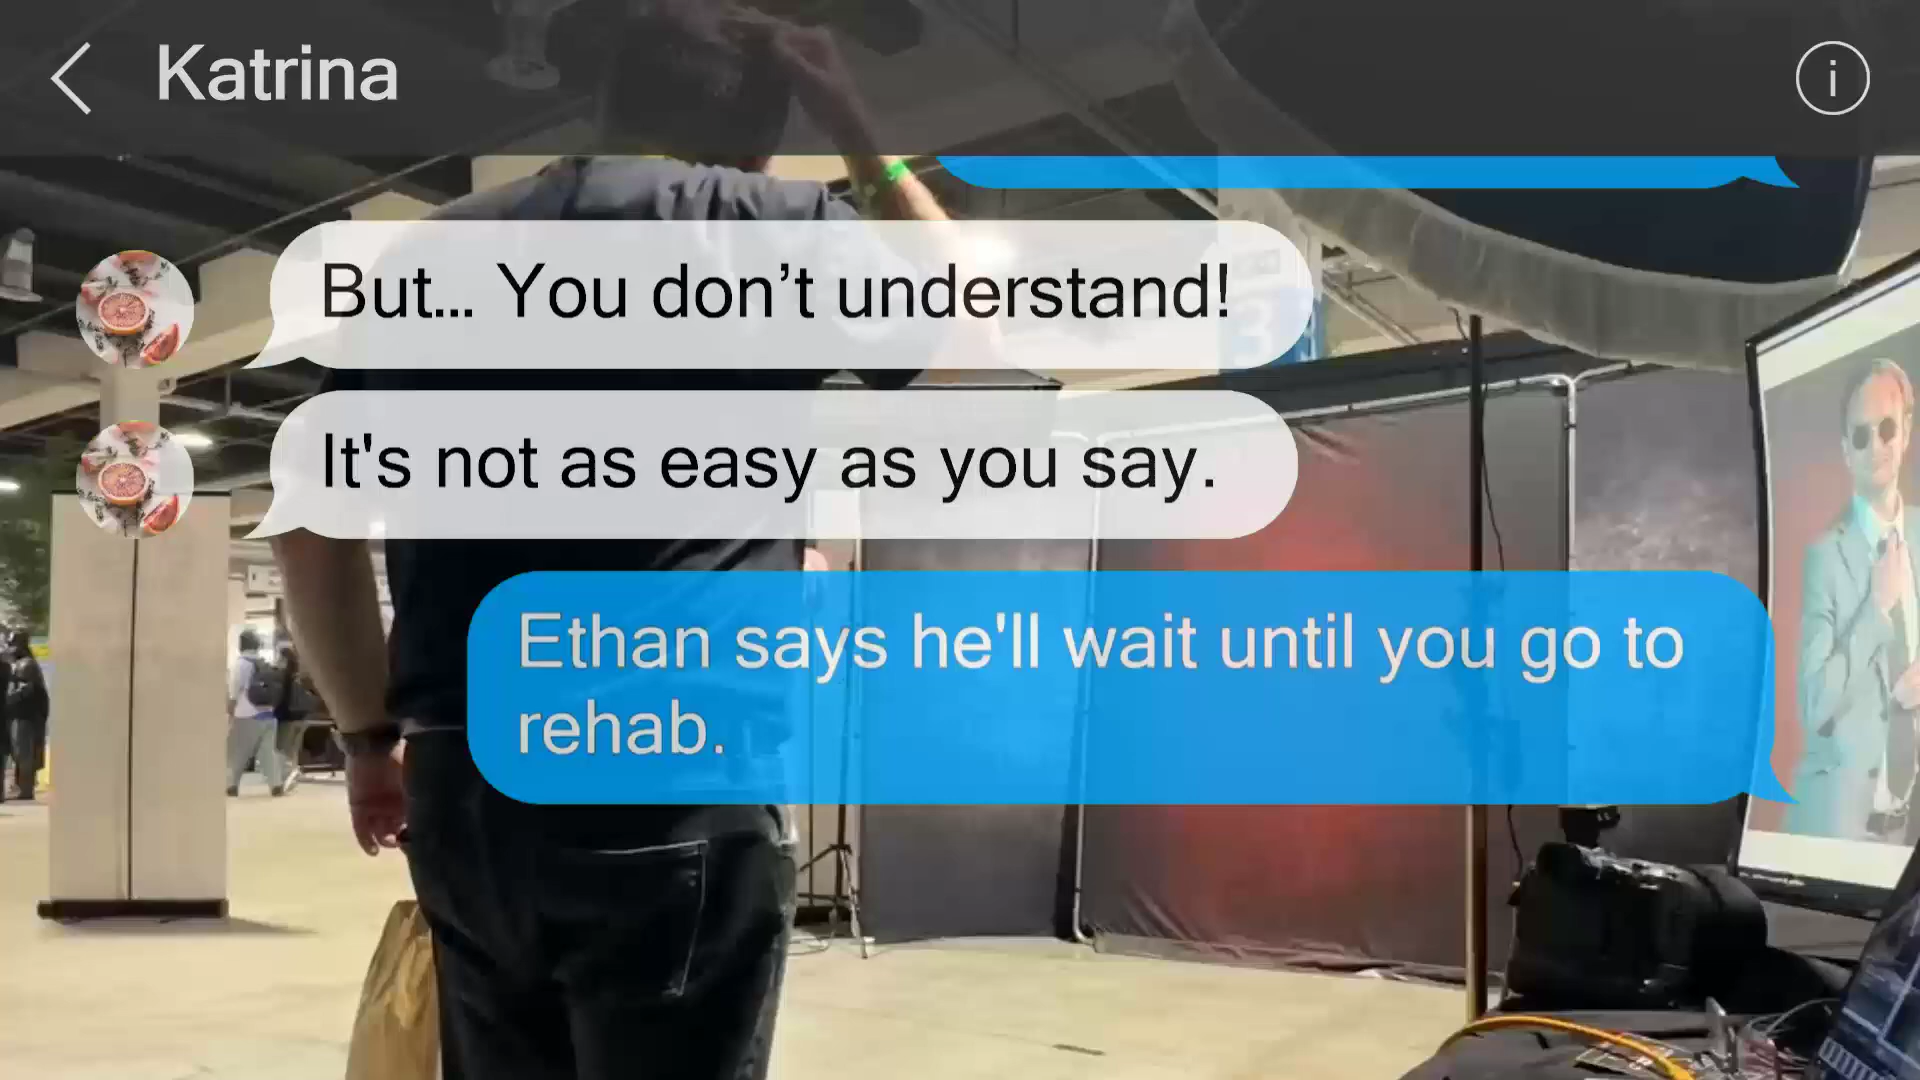 Katrina
But... You don’t understand!
It's not as easy as you say.
Ethan says he'll wait until you go to
rehab.